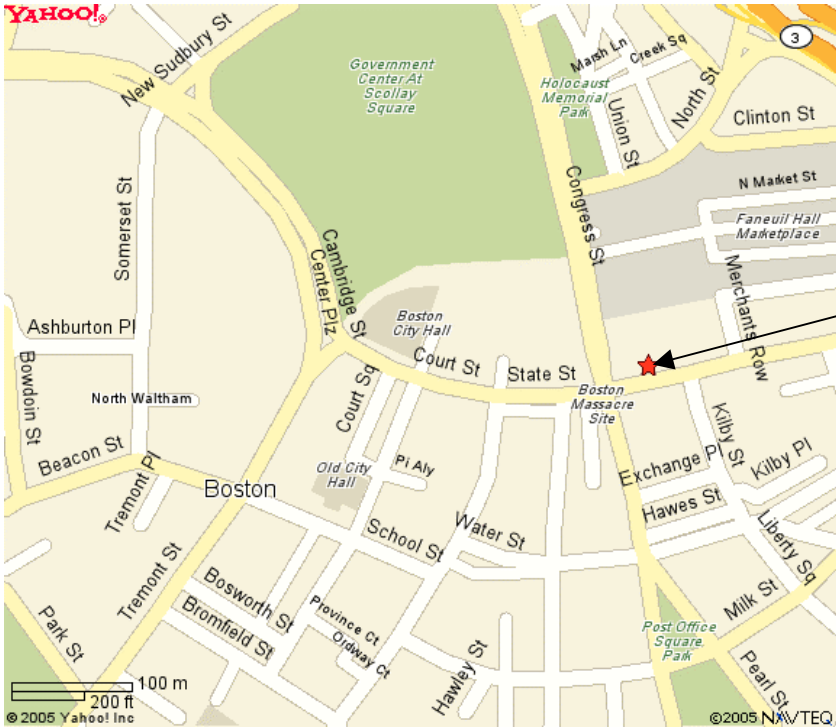 YAHOO!®
New Sudbury St
Government
Center At
Scollay
Square
Marsh Ln
Creek Sq
3
Holocaust
Memorial
Park
Union St
North St
Clinton St
N Market St
Faneuil Hall
Marketplace
Congress St
Merchants Row
Somerset St
Cambridge St
Center Plz
Boston
City Hall
Ashburton Pl
Bowdoin St
Court St
State St
Court Sq
Boston
Massacre
Site
North Waltham
Kilby St
Beacon St
Exchange Pl
Kilby Pl
Tremont Pl
Old City
Hall
Pi Aly
Boston
Hawes St
School St
Water St
Liberty Sq
Tremont St
Bosworth St
Bromfield St
Province Ct
Ordway Ct
Milk St
Park St
Hawley St
Post Office
Square
Park
Pearl St
100 m
200 ft
© 2005 Yahoo! Inc
©2005 NAVTEQ